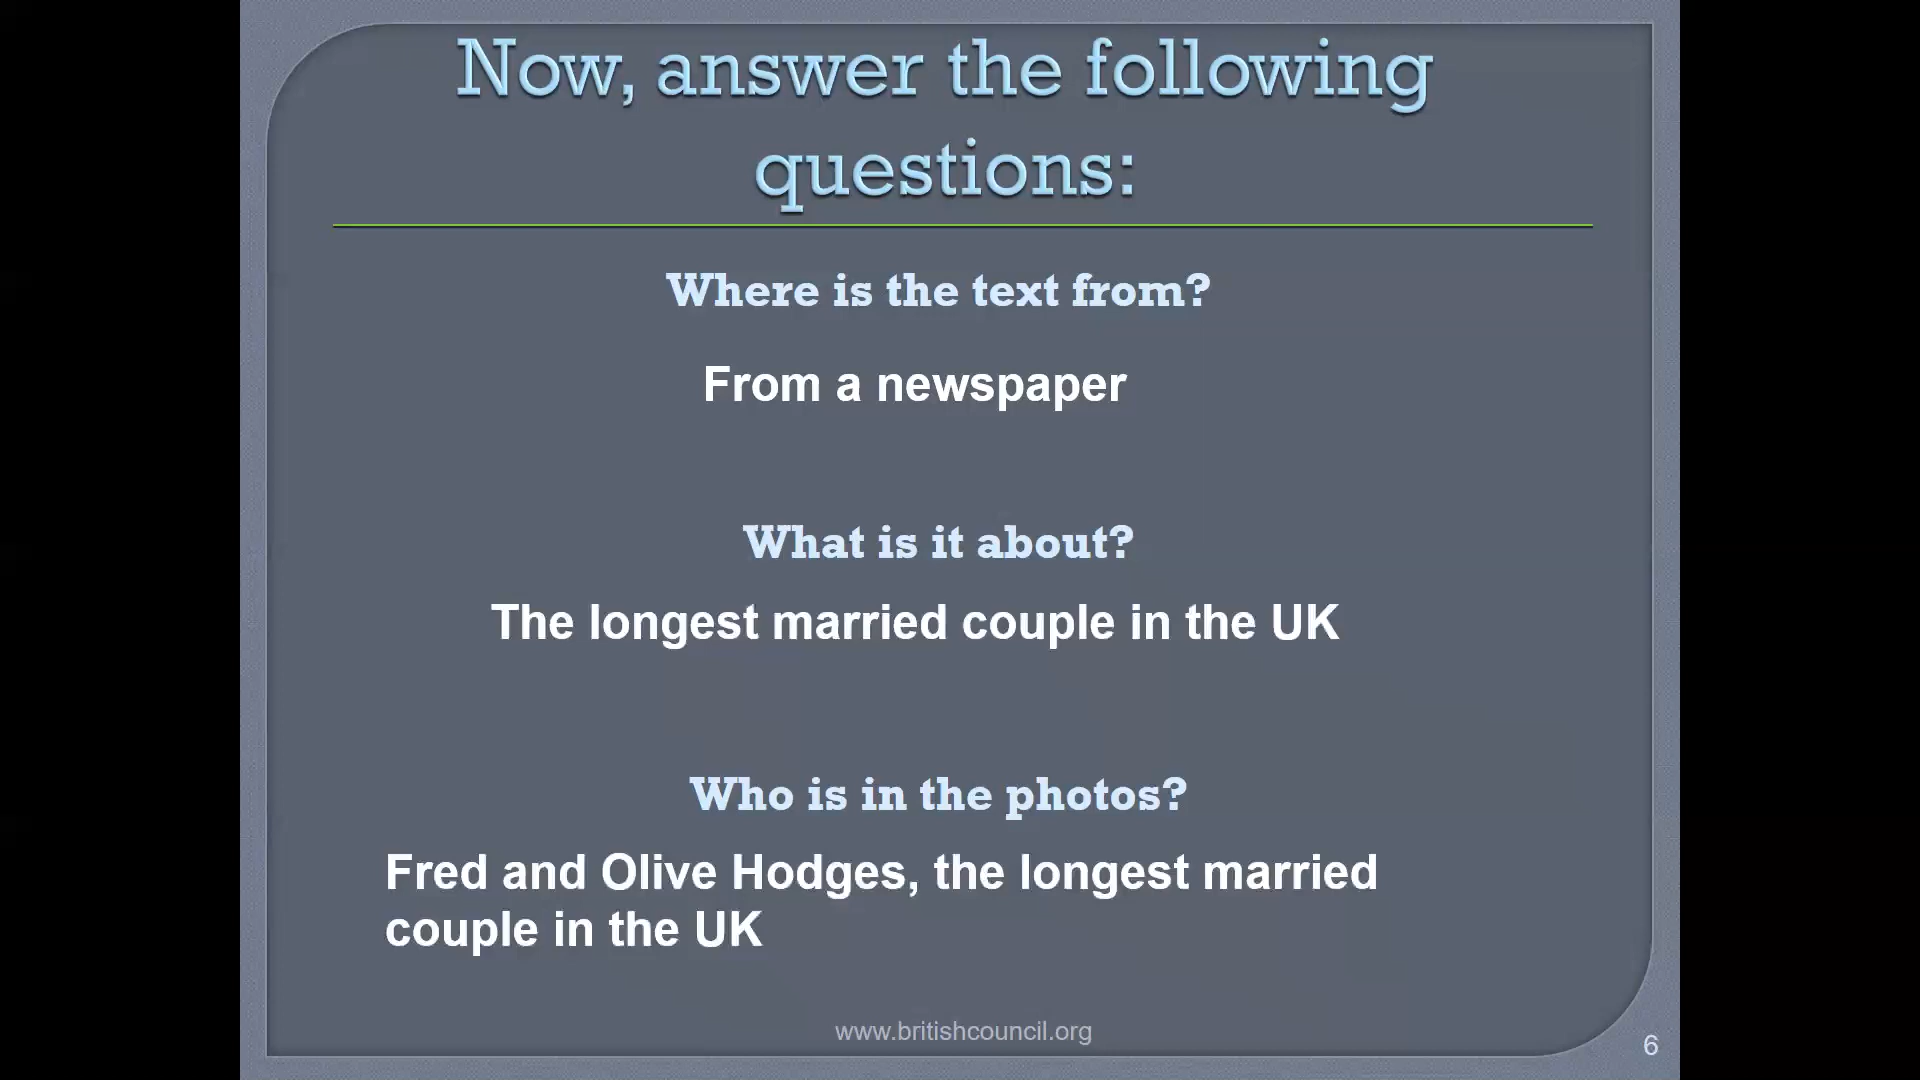 Now, answer the following
questions:
Where is the text from?
From a newspaper
What is it about?
The longest married couple in the UK
Who is in the photos?
Fred and Olive Hodges, the longest married
couple in the UK
www.britishcouncil.org
6